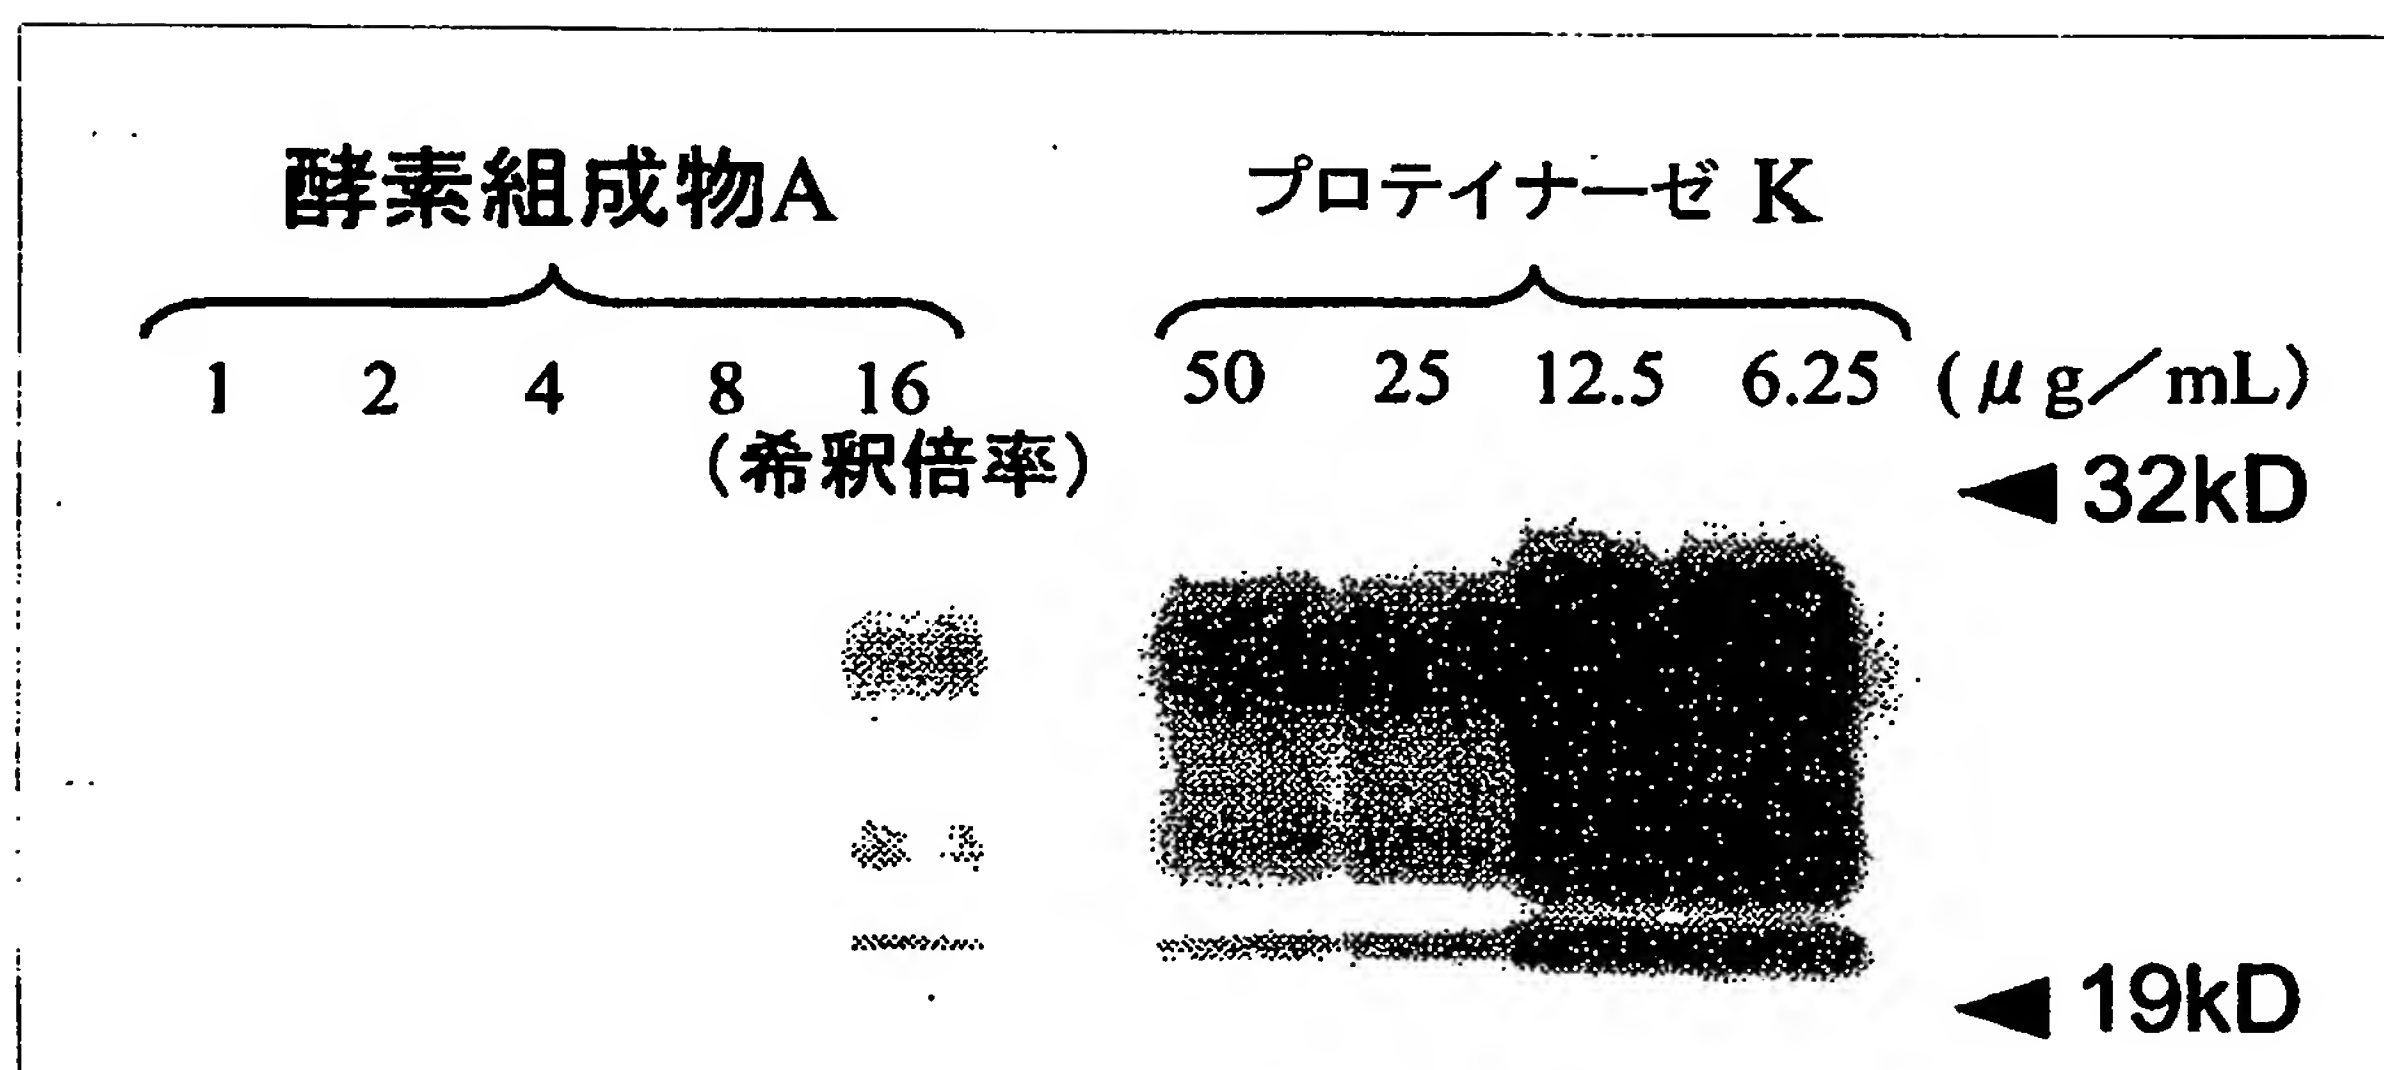 酵素組成物A プロテイナーゼ K
1 2 4 8 16 50 25 12.5 6.25 (μg/mL)
(希釈倍率)
◀32kD
◀19kD